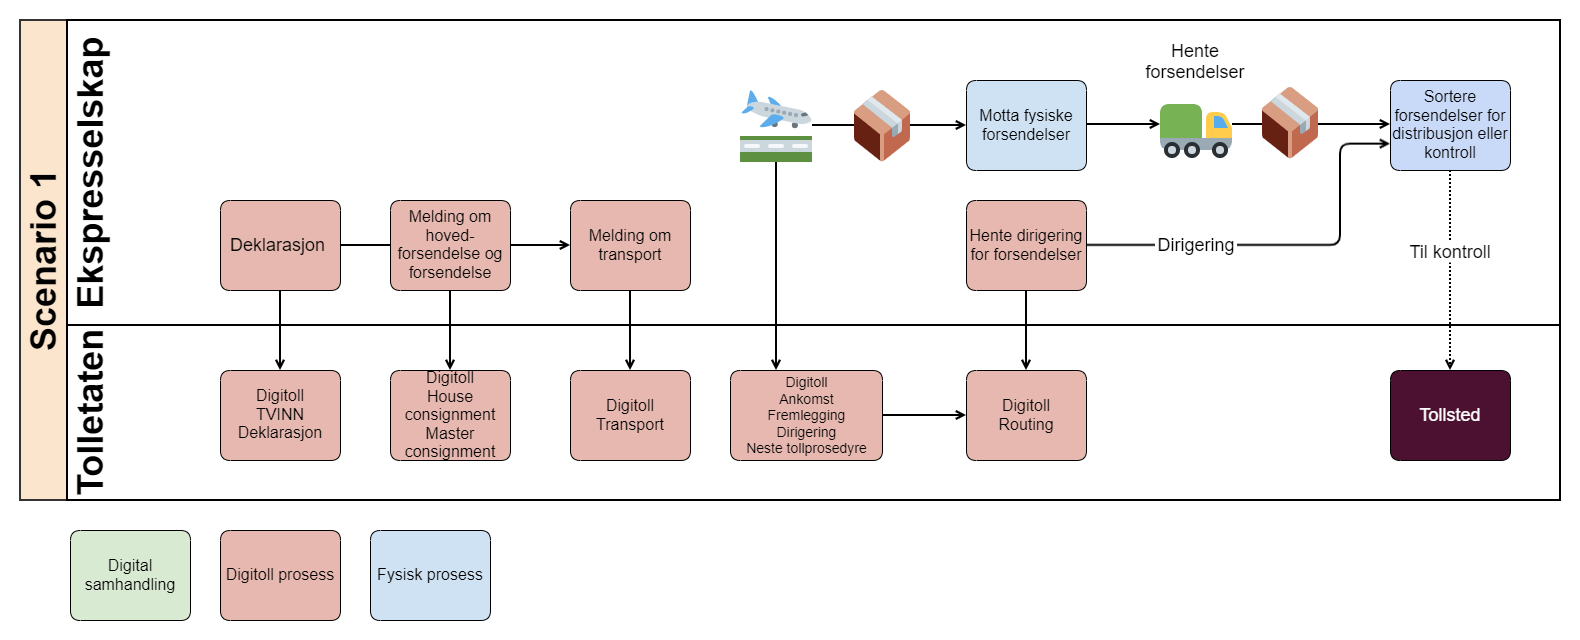 Scenario 1
Ekspresselskap
Hente
forsendelser
Motta fysiske
forsendelser
Sortere
forsendelser for
distribusjon eller
kontroll
Deklarasjon
Melding om
hoved-
forsendelse og
forsendelse
Melding om
transport
Hente dirigering
for forsendelser
Dirigering
Til kontroll
Tolletaten
Digitoll
TVINN
Deklarasjon
Digitoll
House
consignment
Master
consignment
Digitoll
Transport
Digitoll
Ankomst
Fremlegging
Dirigering
Neste tollprosedyre
Digitoll
Routing
Tollsted
Digital
samhandling
Digitoll prosess
Fysisk prosess